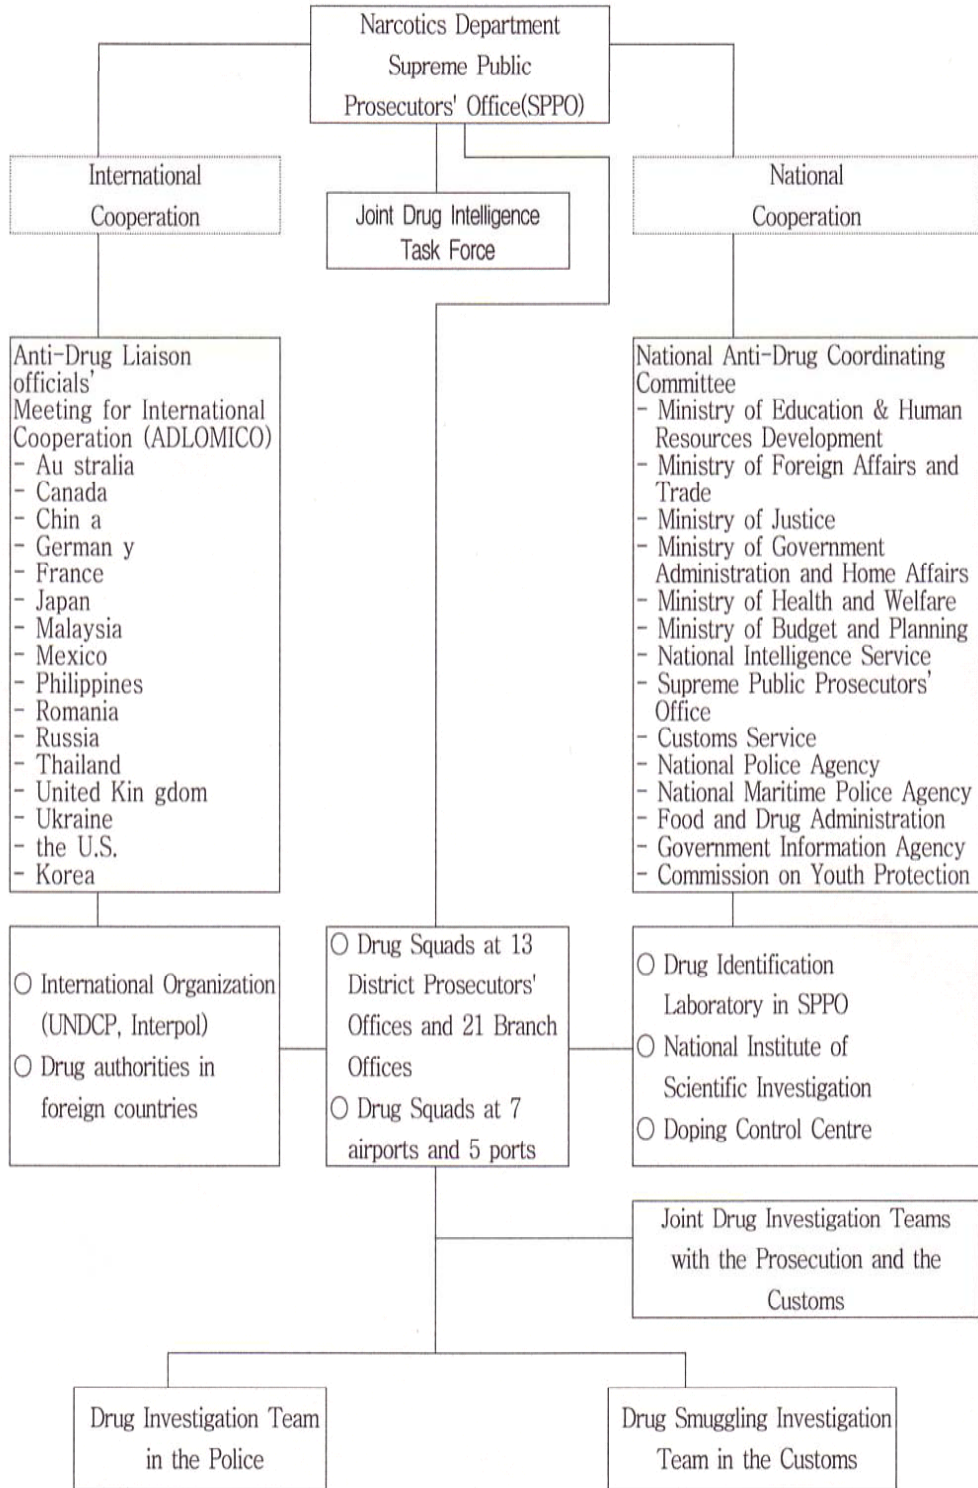 Narcotics Department
Supreme Public
Prosecutors' Office(SPPO)
International
Cooperation
Joint Drug Intelligence
Task Force
National
Cooperation
Anti-Drug Liaison
officials'
Meeting for International
Cooperation (ADLOMICO)
- Au stralia
- Canada
- Chin a
- German y
- France
- Japan
- Malaysia
- Mexico
- Philippines
- Romania
- Russia
- Thailand
- United Kin gdom
- Ukraine
- the U.S.
- Korea
National Anti-Drug Coordinating
Committee
- Ministry of Education & Human
Resources Development
- Ministry of Foreign Affairs and
Trade
- Ministry of Justice
- Ministry of Government
Administration and Home Affairs
- Ministry of Health and Welfare
- Ministry of Budget and Planning
- National Intelligence Service
- Supreme Public Prosecutors'
Office
- Customs Service
- National Police Agency
- National Maritime Police Agency
- Food and Drug Administration
- Government Information Agency
- Commission on Youth Protection
○ International Organization
(UNDCP, Interpol)
○ Drug authorities in
foreign countries
○ Drug Squads at 13
District Prosecutors'
Offices and 21 Branch
Offices
○ Drug Squads at 7
airports and 5 ports
○ Drug Identification
Laboratory in SPPO
○ National Institute of
Scientific Investigation
○ Doping Control Centre
Joint Drug Investigation Teams
with the Prosecution and the
Customs
Drug Investigation Team
in the Police
Drug Smuggling Investigation
Team in the Customs